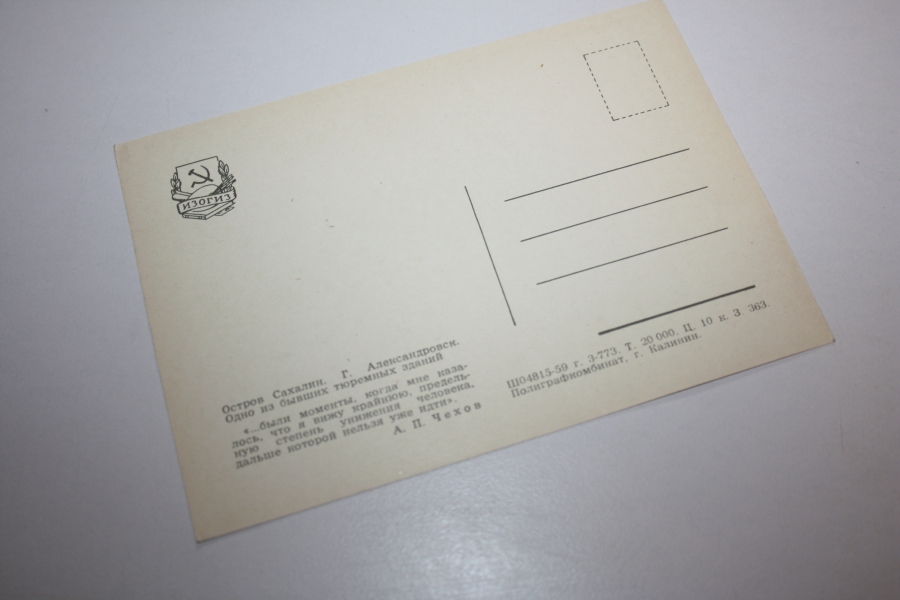 ИЗОГИЗ
Остров Сахалин. Г. Александровск.
Одно из бывших тюремных зданий
«...были моменты, когда мне каза-
лось, что я вижу крайнюю, предель-
ную степень унижения человека,
дальше которой нельзя уже идти».
А. П. Чехов
Ш04815-59 г. 3-773. Т. 20 000. Ц. 10 к. З. 363.
Полиграфкомбинат, г. Калинин.